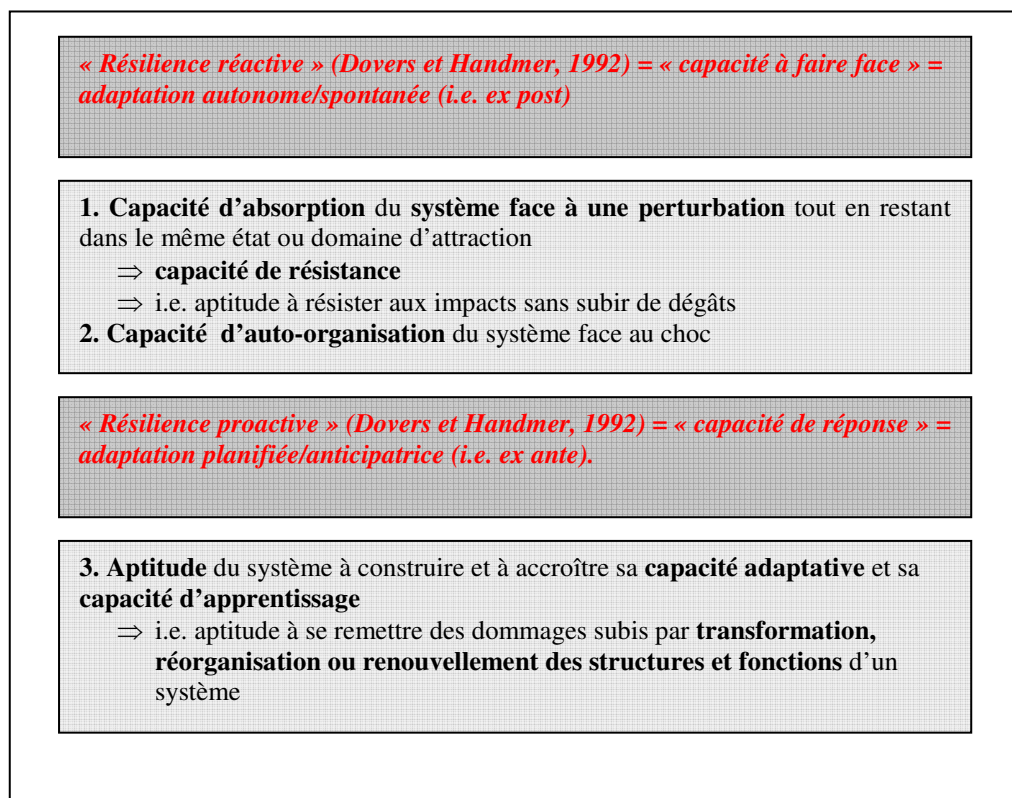 « Résilience réactive » (Dovers et Handmer, 1992) = « capacité à faire face » =
adaptation autonome/spontanée (i.e. ex post)
1. Capacité d’absorption du système face à une perturbation tout en restant
dans le même état ou domaine d’attraction
⇒ capacité de résistance
⇒ i.e. aptitude à résister aux impacts sans subir de dégâts
2. Capacité d’auto-organisation du système face au choc
« Résilience proactive » (Dovers et Handmer, 1992) = « capacité de réponse » =
adaptation planifiée/anticipatrice (i.e. ex ante).
3. Aptitude du système à construire et à accroître sa capacité adaptative et sa
capacité d’apprentissage
⇒ i.e. aptitude à se remettre des dommages subis par transformation,
réorganisation ou renouvellement des structures et fonctions d’un
système